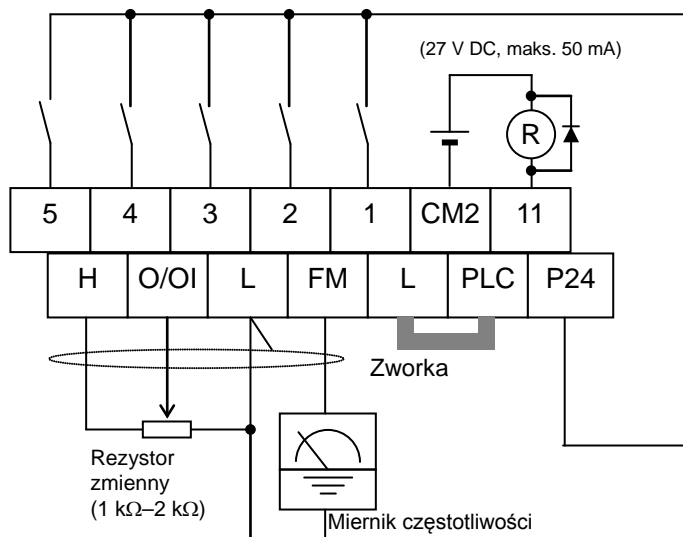 (27 V DC, maks. 50 mA)
R
5 4 3 2 1 CM2 11
H O/OI L FM L PLC P24
Zworka
Rezystor
zmienny
(1 kΩ–2 kΩ)
Miernik częstotliwości